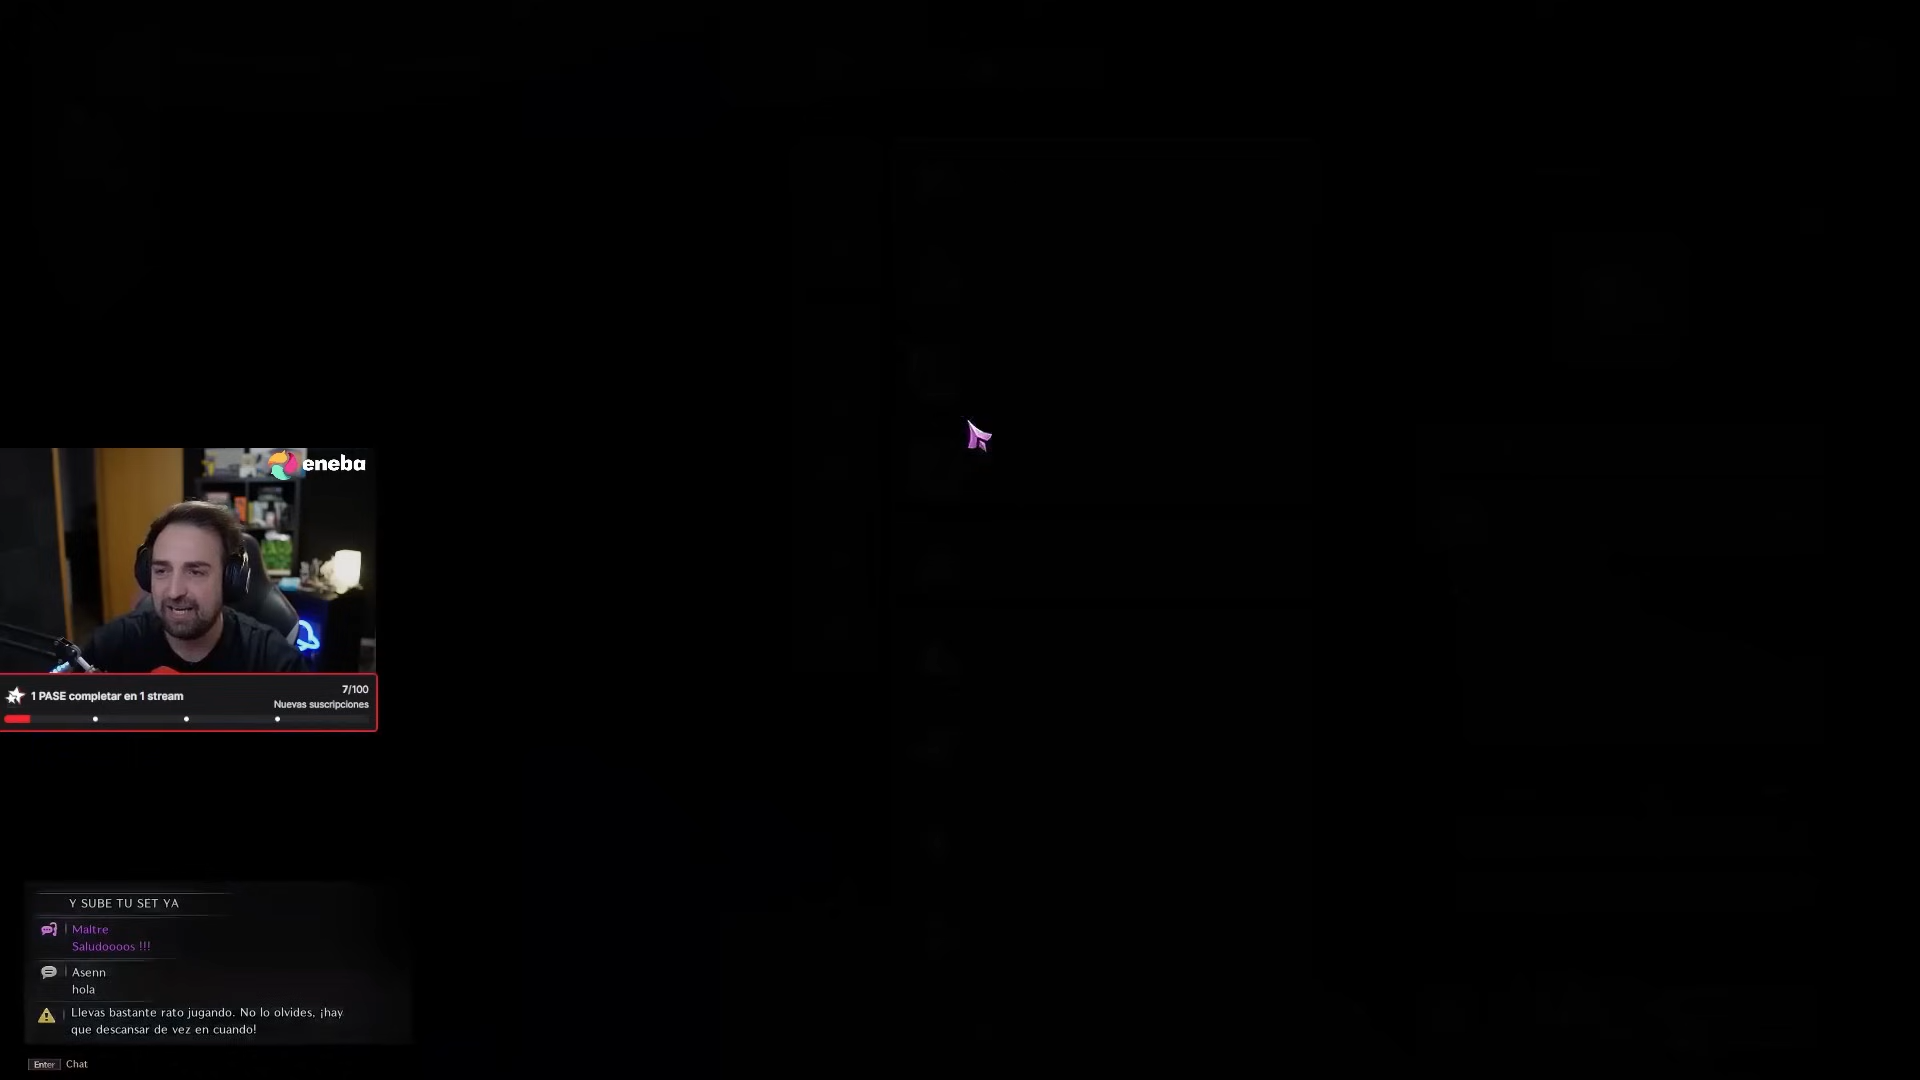 eneba
1 PASE completar en 1 stream
7/100
Nuevas suscripciones
Y SUBE TU SET YA
Maltre
Saludoooos !!!
Asenn
hola
Llevas bastante rato jugando. No lo olvides, ¡hay
que descansar de vez en cuando!
Enter Chat